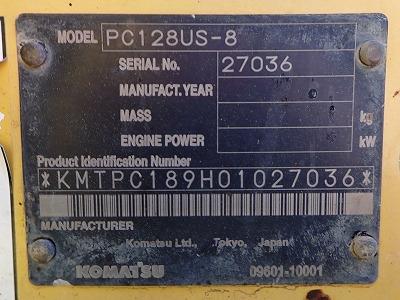 MODEL PC128US-8
SERIAL No. 27036
MANUFACT. YEAR
MASS kg
ENGINE POWER kW
Product Identification Number
*KMTPC189H01027036*
MANUFACTURER
Komatsu Ltd., Tokyo, Japan
KOMATSU 09601-10001